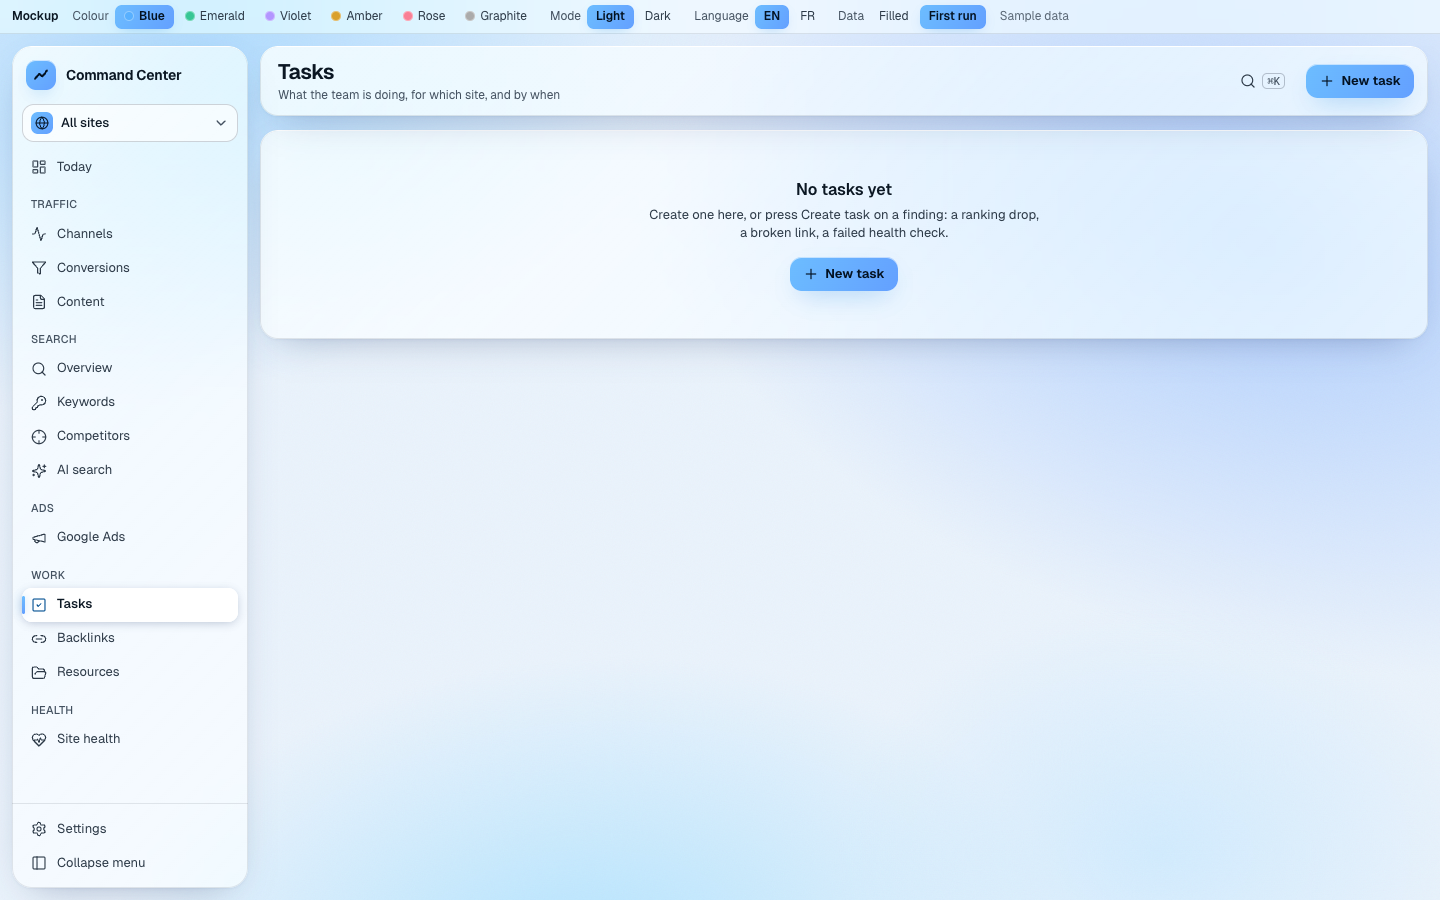 Mockup Colour Blue Emerald Violet Amber Rose Graphite Mode Light Dark Language EN FR Data Filled First run Sample data
Command Center
All sites
Today
TRAFFIC
Channels
Conversions
Content
SEARCH
Overview
Keywords
Competitors
AI search
ADS
Google Ads
WORK
Tasks
Backlinks
Resources
HEALTH
Site health
Settings
Collapse menu
Tasks
What the team is doing, for which site, and by when
⌘K
New task
No tasks yet
Create one here, or press Create task on a finding: a ranking drop,
a broken link, a failed health check.
New task